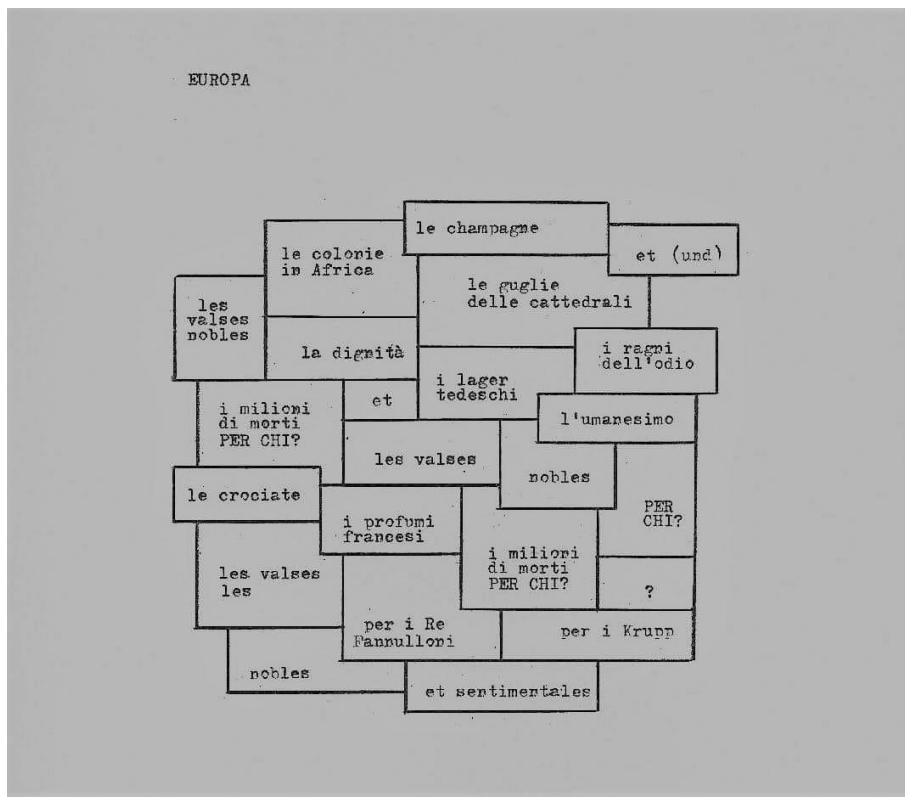 EUROPA
le champagne
et (und)
le colonie
in Africa
le guglie
delle cattedrali
les
valses
nobles
la dignità
i ragni
dell'odio
i lager
tedeschi
et
i milioni
di morti
PER CHI?
l'umanesimo
les valses
nobles
le crociate
PER
CHI?
i profumi
francesi
i milioni
di morti
PER CHI?
les valses
les
?
per i Re
Fannulloni
per i Krupp
nobles
et sentimentales